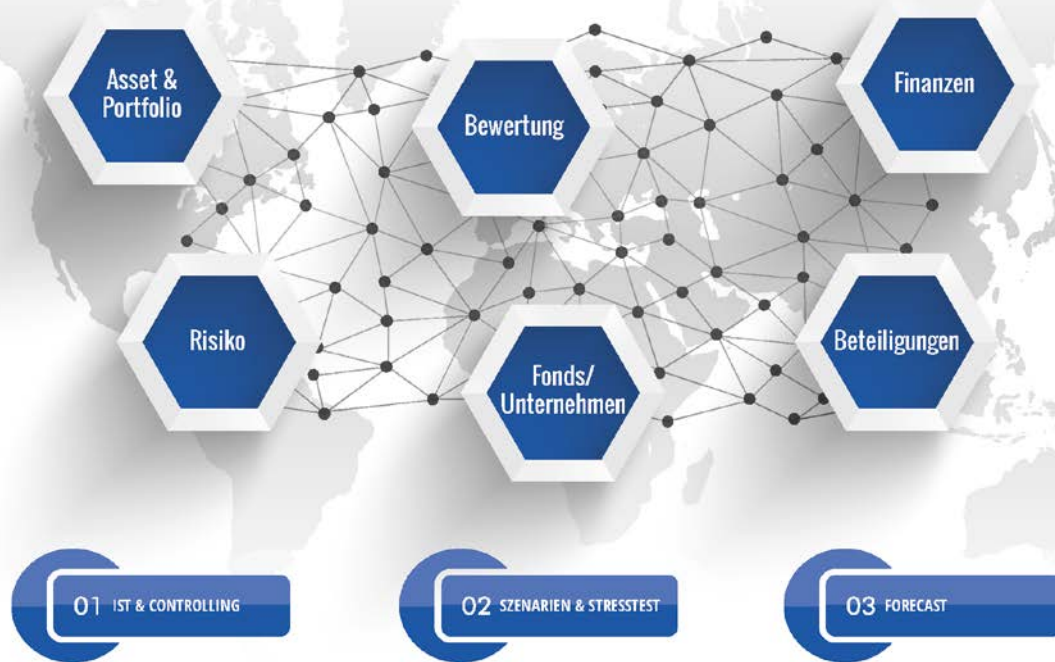 Asset &
Portfolio
Bewertung
Finanzen
Risiko
Fonds/
Unternehmen
Beteiligungen
01 IST & CONTROLLING
02 SZENARIEN & STRESSTEST
03 FORECAST